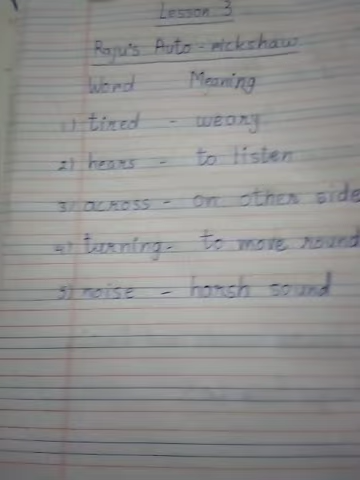 Lesson 3
Raju's Auto-rickshaw
Word Meaning
1) tired - weary
2) hears - to listen
3) across - on other side
4) turning - to move round
5) noise - harsh sound